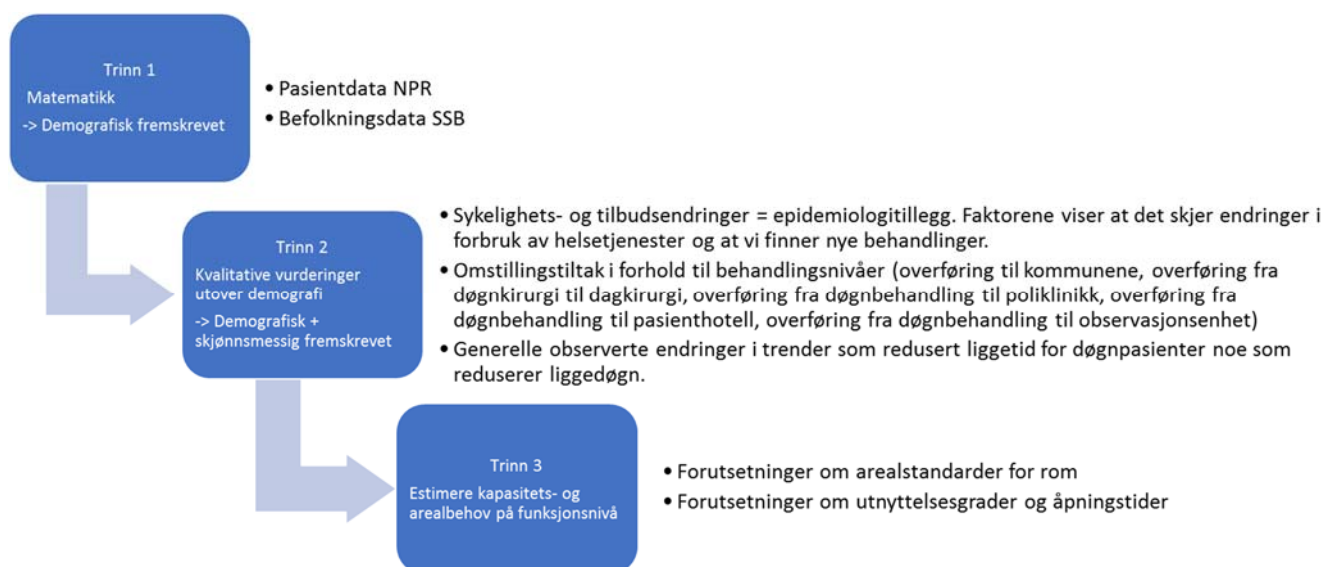 Trinn 1
Matematikk
-> Demografisk fremskrevet
• Pasientdata NPR
• Befolkningsdata SSB
Trinn 2
Kvalitative vurderinger
utover demografi
-> Demografisk +
skjønnsmessig fremskrevet
• Sykelighets- og tilbudsendringer = epidemiologitillegg. Faktorene viser at det skjer endringer i
forbruk av helsetjenester og at vi finner nye behandlinger.
• Omstillingstiltak i forhold til behandlingsnivåer (overføring til kommunene, overføring fra
døgnkirurgi til dagkirurgi, overføring fra døgnbehandling til poliklinikk, overføring fra
døgnbehandling til pasienthotell, overføring fra døgnbehandling til observasjonsenhet)
• Generelle observerte endringer i trender som redusert liggetid for døgnpasienter noe som
reduserer liggedøgn.
Trinn 3
Estimere kapasitets- og
arealbehov på funksjonsnivå
• Forutsetninger om arealstandarder for rom
• Forutsetninger om utnyttelsesgrader og åpningstider